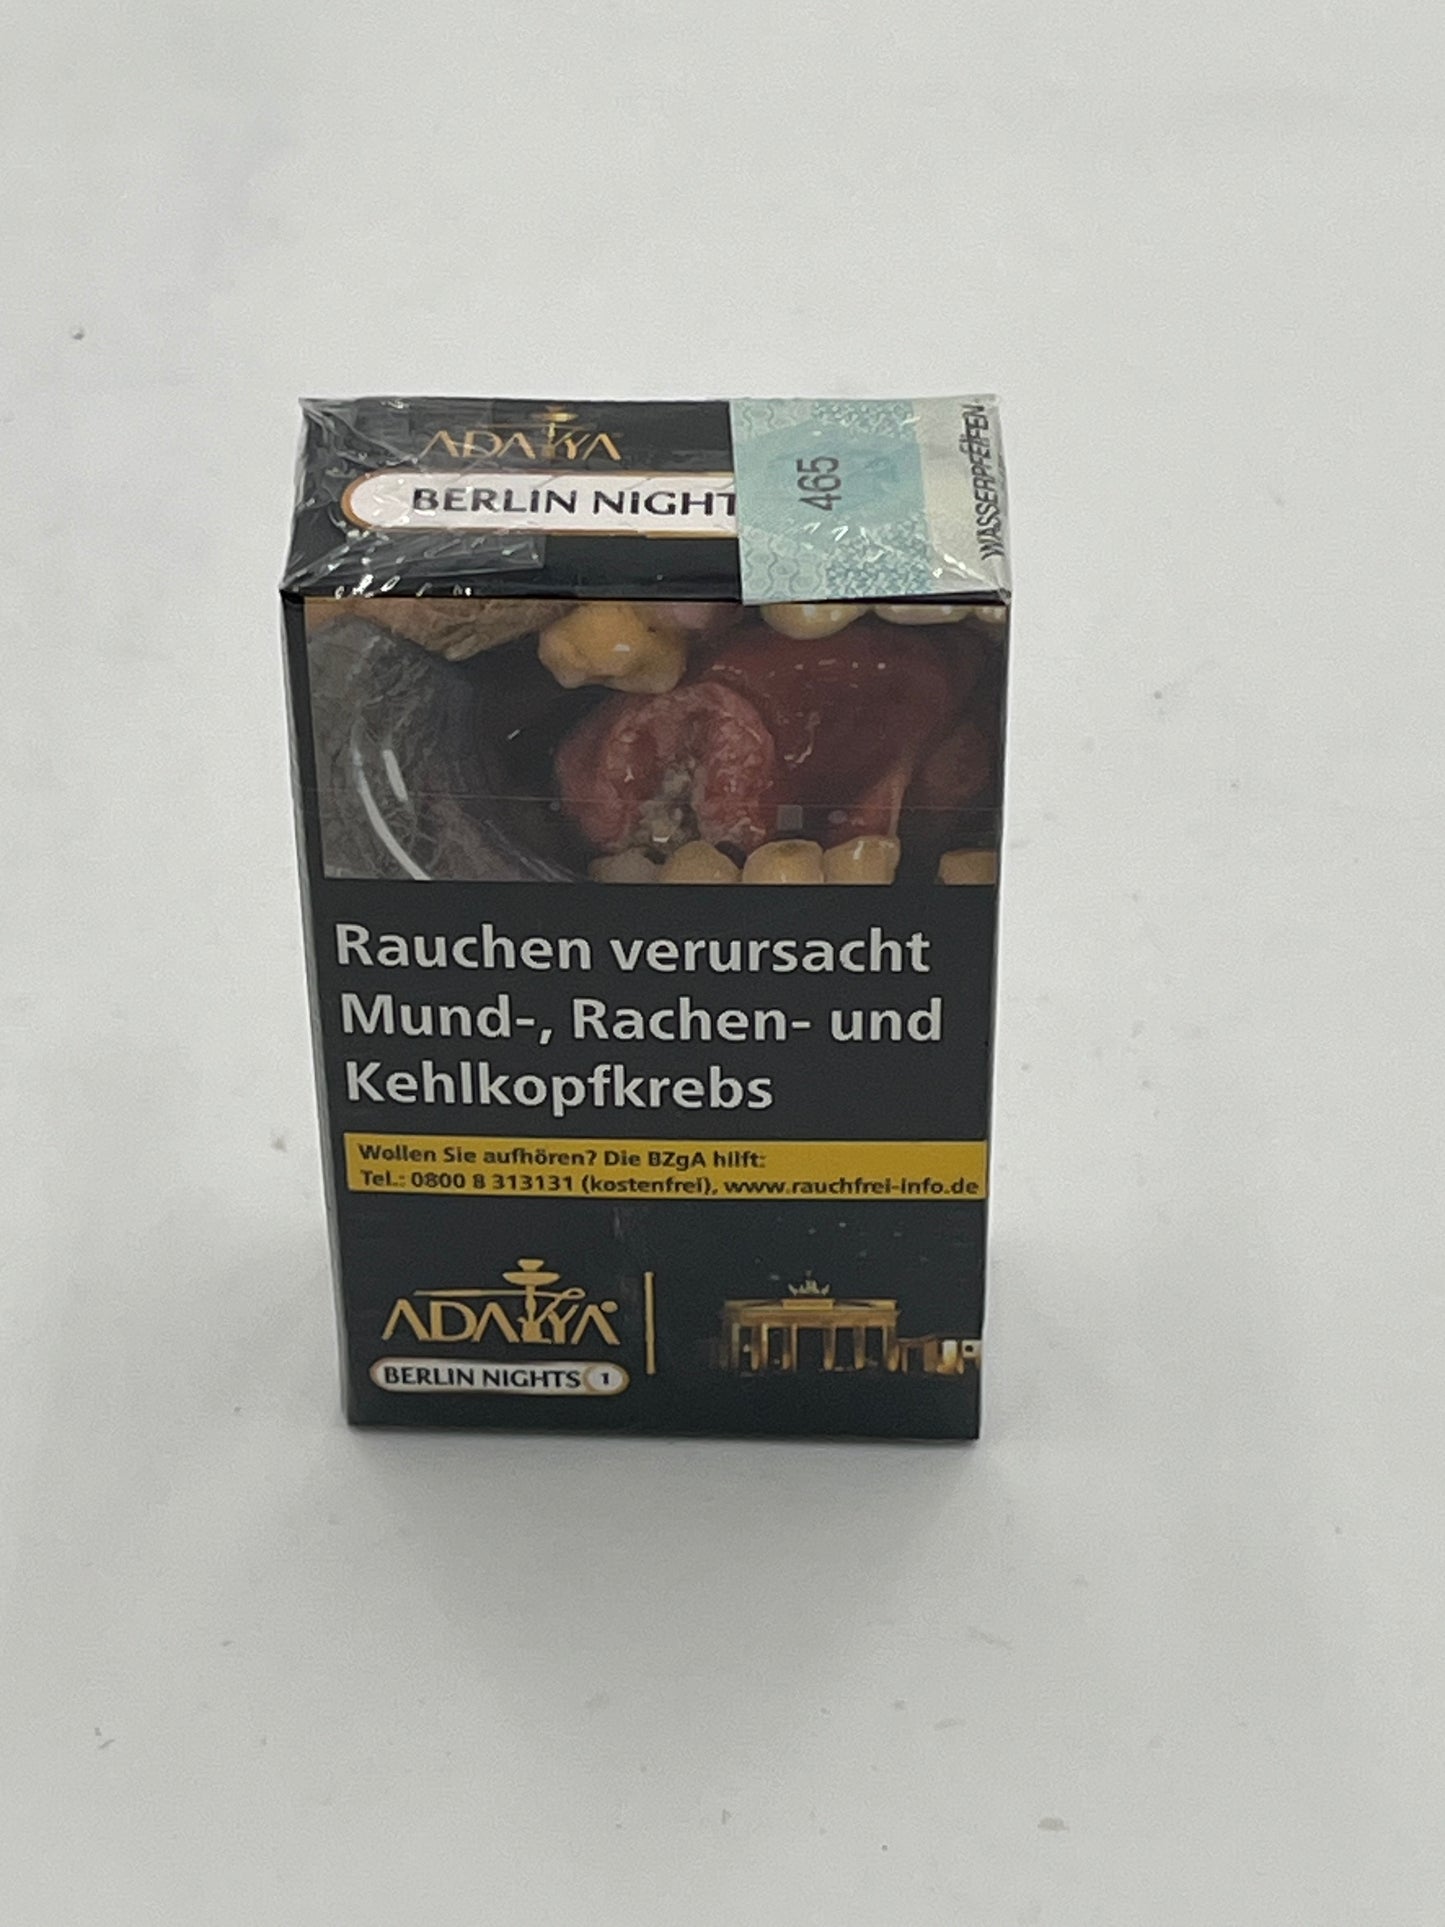 ADALYA
BERLIN NIGHT
465
WASSERPFEIFEN-
Rauchen verursacht
Mund-, Rachen- und
Kehlkopfkrebs
Wollen Sie aufhören? Die BZgA hilft:
Tel.: 0800 8 313131 (kostenfrei), www.rauchfrei-info.de
ADALYA®
BERLIN NIGHTS 1